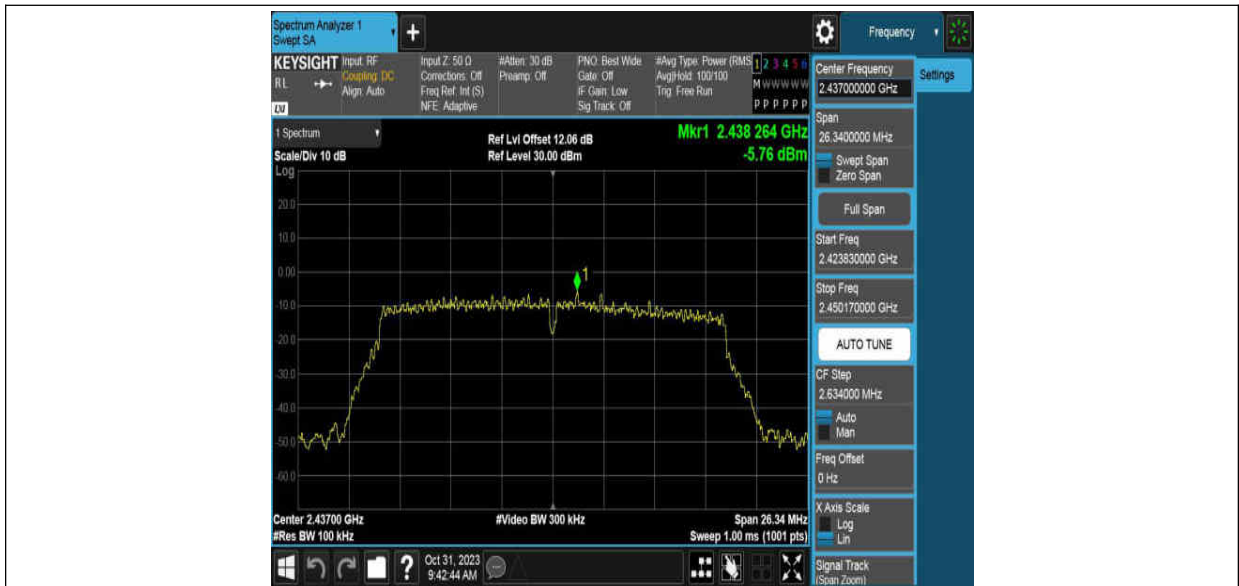 Spectrum Analyzer 1
Swept SA
+
Frequency
KEYSIGHT
RL
LXI
Input: RF
Coupling: DC
Align: Auto
Input Z: 50 Ω
Corrections: Off
Freq Ref: Int (S)
NFE: Adaptive
#Atten: 30 dB
Preamp: Off
PNO: Best Wide
Gate: Off
IF Gain: Low
Sig Track: Off
#Avg Type: Power (RMS
Avg|Hold: 100/100
Trig: Free Run
1 2 3 4 5 6
M W W W W W
P P P P P P
Center Frequency
2.437000000 GHz
Settings
Span
26.3400000 MHz
Swept Span
Zero Span
Full Span
Start Freq
2.423830000 GHz
Stop Freq
2.450170000 GHz
AUTO TUNE
CF Step
2.634000 MHz
Auto
Man
Freq Offset
0 Hz
X Axis Scale
Log
Lin
Signal Track
(Span Zoom)
1 Spectrum
Scale/Div 10 dB
Ref Lvl Offset 12.06 dB
Ref Level 30.00 dBm
Mkr1 2.438 264 GHz
-5.76 dBm
Log
20.0
10.0
0.00
-10.0
-20.0
-30.0
-40.0
-50.0
-60.0
1
Center 2.43700 GHz
#Res BW 100 kHz
#Video BW 300 kHz
Span 26.34 MHz
Sweep 1.00 ms (1001 pts)
?
Oct 31, 2023
9:42:44 AM